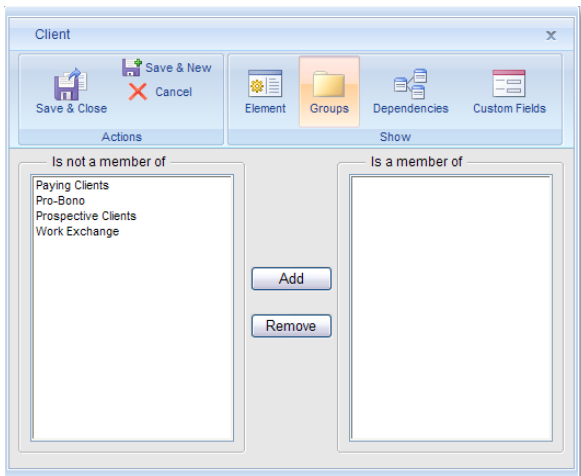 Client
x
Save & Close
Save & New
Cancel
Actions
Element
Groups
Dependencies
Custom Fields
Show
Is not a member of
Paying Clients
Pro-Bono
Prospective Clients
Work Exchange
Add
Remove
Is a member of